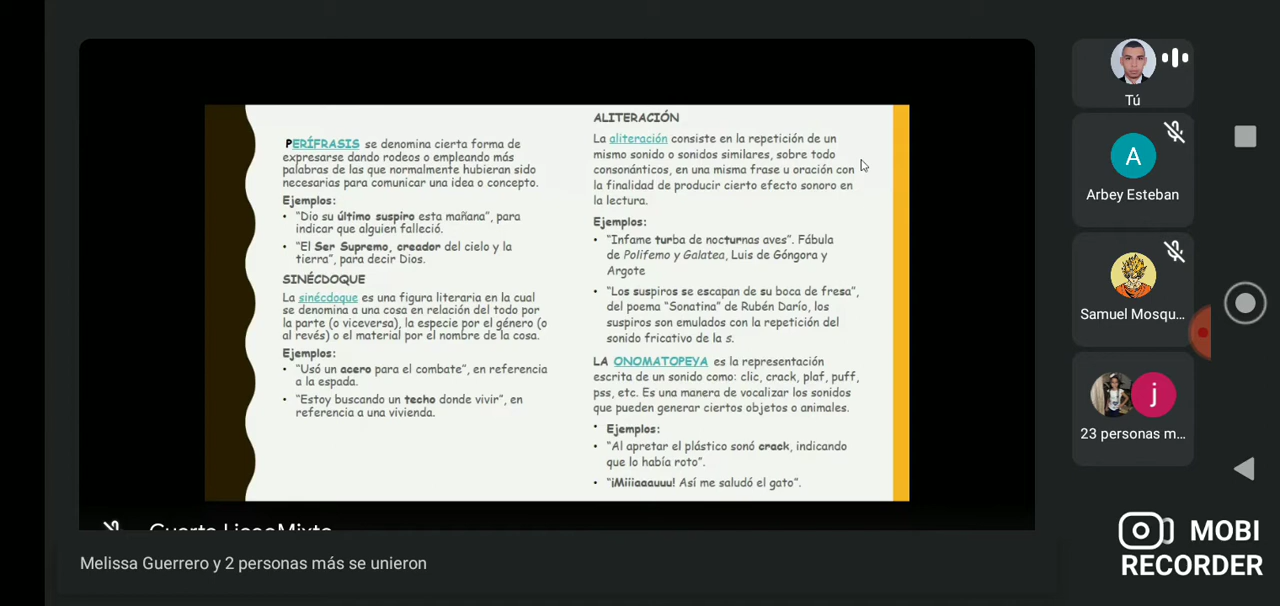 PERÍFRASIS se denomina cierta forma de
expresarse dando rodeos o empleando más
palabras de las que normalmente hubieran sido
necesarias para comunicar una idea o concepto.
Ejemplos:
• “Dio su último suspiro esta mañana”, para
indicar que alguien falleció.
• “El Ser Supremo, creador del cielo y la
tierra”, para decir Dios.
SINÉCDOQUE
La sinécdoque es una figura literaria en la cual
se denomina a una cosa en relación del todo por
la parte (o viceversa), la especie por el género (o
al revés) o el material por el nombre de la cosa.
Ejemplos:
• “Usó un acero para el combate”, en referencia
a la espada.
• “Estoy buscando un techo donde vivir”, en
referencia a una vivienda.
ALITERACIÓN
La aliteración consiste en la repetición de un
mismo sonido o sonidos similares, sobre todo
consonánticos, en una misma frase u oración con
la finalidad de producir cierto efecto sonoro en
la lectura.
Ejemplos:
• “Infame turba de nocturnas aves”. Fábula
de Polifemo y Galatea, Luis de Góngora y
Argote
• “Los suspiros se escapan de su boca de fresa”,
del poema “Sonatina” de Rubén Darío, los
suspiros son emulados con la repetición del
sonido fricativo de la s.
LA ONOMATOPEYA es la representación
escrita de un sonido como: clic, crack, plaf, puff,
pss, etc. Es una manera de vocalizar los sonidos
que pueden generar ciertos objetos o animales.
• Ejemplos:
• “Al apretar el plástico sonó crack, indicando
que lo había roto”.
• “¡Miiiaaauuu! Así me saludó el gato”.
Cuarto LiceoMixto
Melissa Guerrero y 2 personas más se unieron
Tú
A
Arbey Esteban
Samuel Mosqu...
j
23 personas m...
MOBI
RECORDER